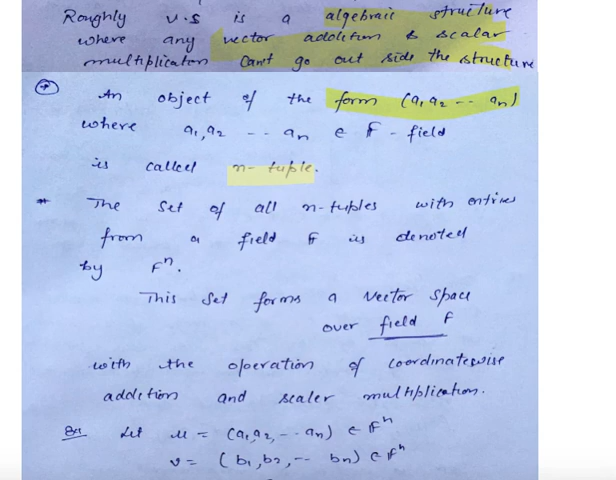 Roughly v.s is a algebraic structure
where any vector addition & scalar
multiplication can't go out side the structure
An object of the form (a1 a2 -- an)
where a1, a2 -- an ∈ F - field
is called n-tuple.
* The set of all n-tuples with entries
from a field F is denoted
by Fⁿ.
This set forms a vector space
over field F
with the operation of coordinatewise
addition and scaler multiplication.
Ex Let u = (a1, a2, -- an) ∈ Fⁿ
v = (b1, b2, -- bn) ∈ Fⁿ